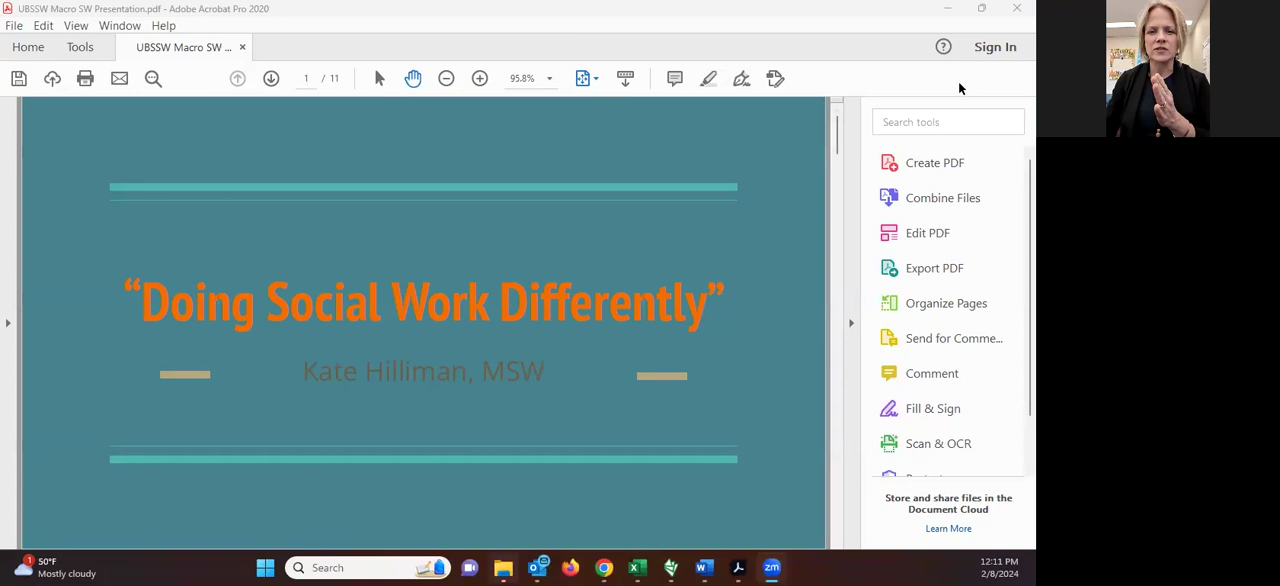 UBSSW Macro SW Presentation.pdf - Adobe Acrobat Pro 2020
File Edit View Window Help
Home Tools UBSSW Macro SW ... × Sign In
1 / 11 95.8%
Search tools
Create PDF
Combine Files
Edit PDF
Export PDF
Organize Pages
Send for Comme...
Comment
Fill & Sign
Scan & OCR
Store and share files in the
Document Cloud
Learn More
“Doing Social Work Differently”
Kate Hilliman, MSW
1
50°F
Mostly cloudy
Search
zm
12:11 PM
2/8/2024